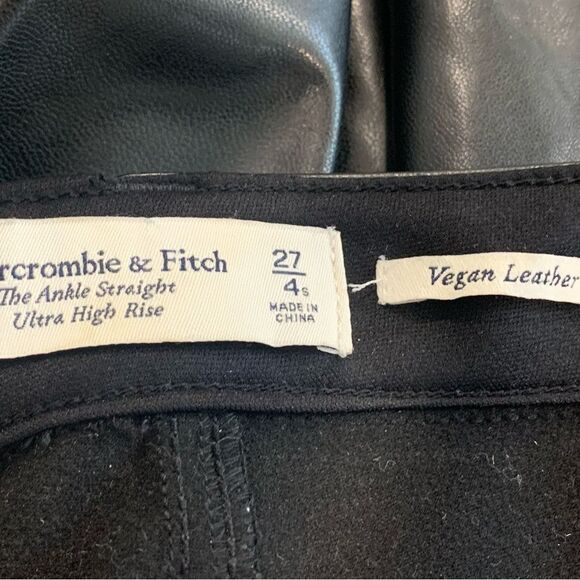 rcrombie & Fitch
The Ankle Straight
Ultra High Rise
27
4s
MADE IN
CHINA
Vegan Leather